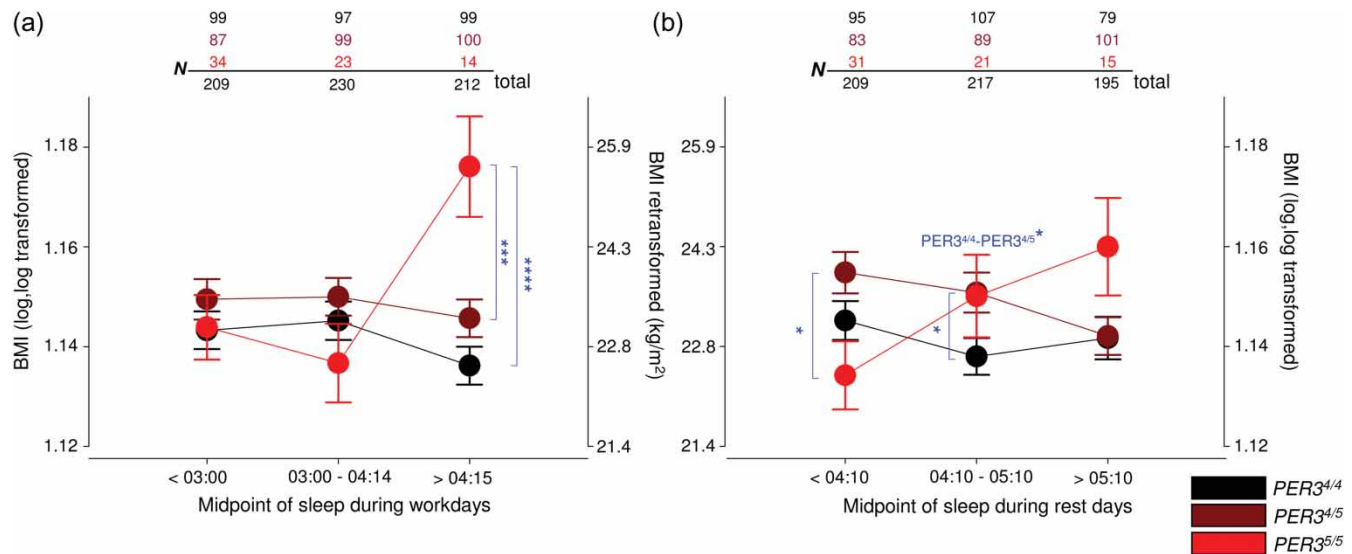 (a)
99 97 99
87 99 100
34 23 14
N
209 230 212 total
BMI (log,log transformed)
1.18
1.16
1.14
1.12
25.9
24.3
22.8
21.4
BMI retransformed (kg/m²)
***
****
< 03:00 03:00 - 04:14 > 04:15
Midpoint of sleep during workdays
(b)
95 107 79
83 89 101
31 21 15
N
209 217 195 total
25.9
24.3
22.8
21.4
PER3⁴/⁴-PER3⁴/⁵*
*
*
1.18
1.16
1.14
1.12
BMI (log,log transformed)
< 04:10 04:10 - 05:10 > 05:10
Midpoint of sleep during rest days
PER3⁴/⁴
PER3⁴/⁵
PER3⁵/⁵